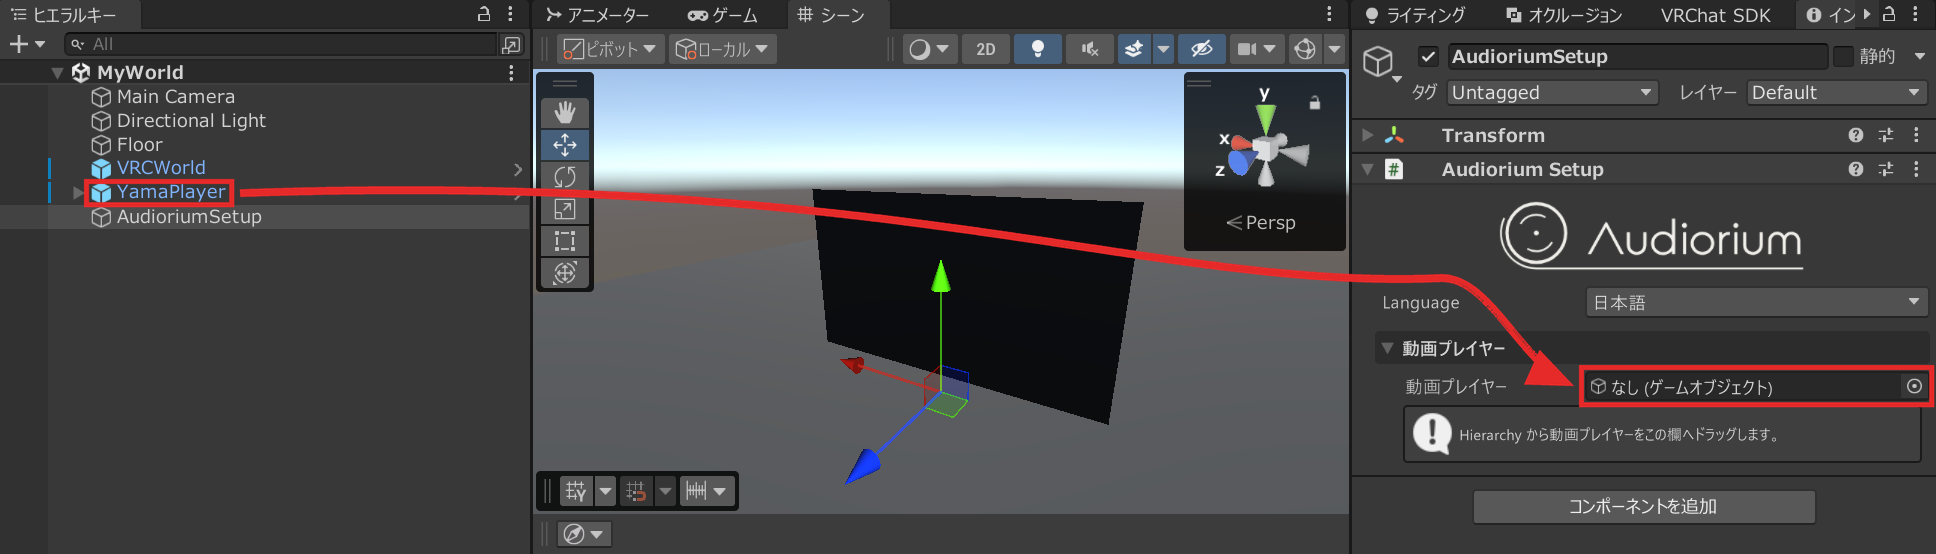 ヒエラルキー
All
MyWorld
Main Camera
Directional Light
Floor
VRCWorld
YamaPlayer
AudioriumSetup
アニメーター
ゲーム
シーン
ピボット
ローカル
2D
y
x
z
Persp
ライティング
オクルージョン
VRChat SDK
イン
AudioriumSetup
静的
タグ
Untagged
レイヤー
Default
Transform
Audiorium Setup
Audiorium
Language
日本語
動画プレイヤー
動画プレイヤー
なし (ゲームオブジェクト)
Hierarchy から動画プレイヤーをこの欄へドラッグします。
コンポーネントを追加